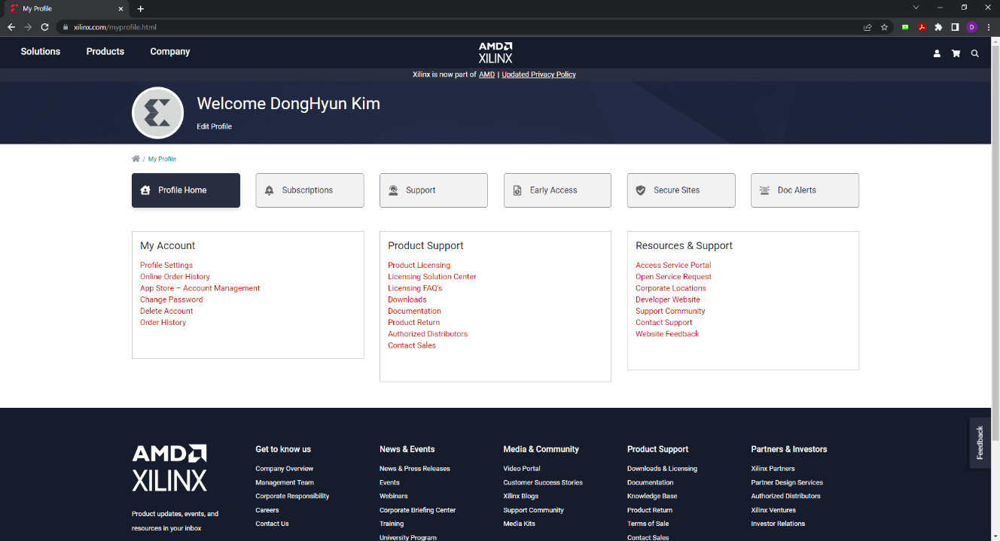 My Profile
xilinx.com/myprofile.html
D
Solutions
Products
Company
AMD
XILINX
Xilinx is now part of AMD | Updated Privacy Policy
Welcome DongHyun Kim
Edit Profile
/ My Profile
Profile Home
Subscriptions
Support
Early Access
Secure Sites
Doc Alerts
My Account
Profile Settings
Online Order History
App Store – Account Management
Change Password
Delete Account
Order History
Product Support
Product Licensing
Licensing Solution Center
Licensing FAQ's
Downloads
Documentation
Product Return
Authorized Distributors
Contact Sales
Resources & Support
Access Service Portal
Open Service Request
Corporate Locations
Developer Website
Support Community
Contact Support
Website Feedback
Feedback
AMD
XILINX
Product updates, events, and
resources in your inbox
Get to know us
Company Overview
Management Team
Corporate Responsibility
Careers
Contact Us
News & Events
News & Press Releases
Events
Webinars
Corporate Briefing Center
Training
University Program
Media & Community
Video Portal
Customer Success Stories
Xilinx Blogs
Support Community
Media Kits
Product Support
Downloads & Licensing
Documentation
Knowledge Base
Product Return
Terms of Sale
Contact Sales
Partners & Investors
Xilinx Partners
Partner Design Services
Authorized Distributors
Xilinx Ventures
Investor Relations